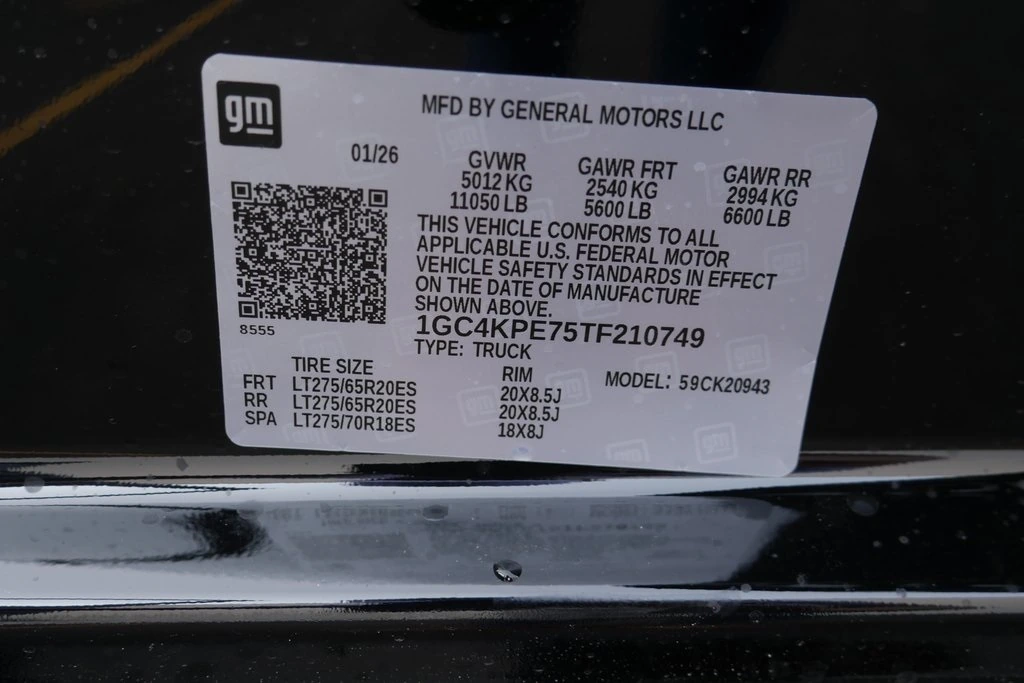 gm
MFD BY GENERAL MOTORS LLC
01/26
GVWR GAWR FRT GAWR RR
5012 KG 2540 KG 2994 KG
11050 LB 5600 LB 6600 LB
THIS VEHICLE CONFORMS TO ALL
APPLICABLE U.S. FEDERAL MOTOR
VEHICLE SAFETY STANDARDS IN EFFECT
ON THE DATE OF MANUFACTURE
SHOWN ABOVE.
1GC4KPE75TF210749
8555
TYPE: TRUCK
TIRE SIZE RIM MODEL: 59CK20943
FRT LT275/65R20ES 20X8.5J
RR LT275/65R20ES 20X8.5J
SPA LT275/70R18ES 18X8J